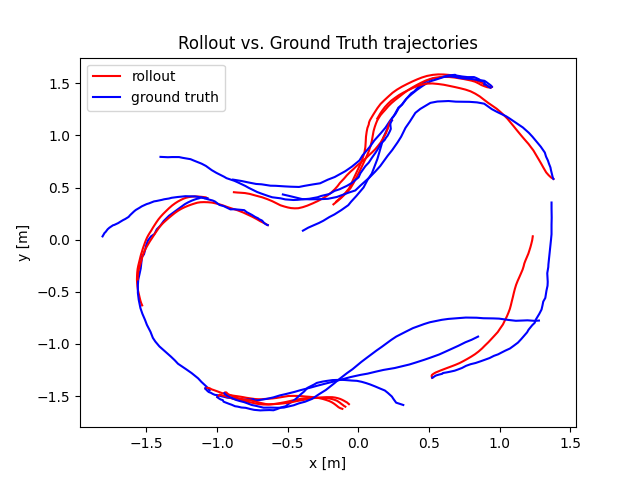 Rollout vs. Ground Truth trajectories
rollout
ground truth
1.5
1.0
0.5
0.0
−0.5
−1.0
−1.5
y [m]
−1.5 −1.0 −0.5 0.0 0.5 1.0 1.5
x [m]